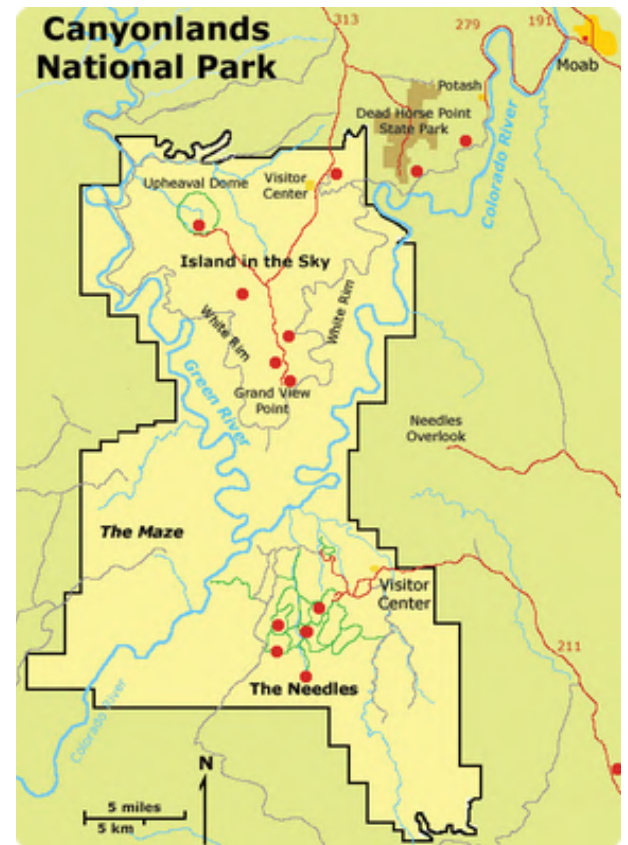 Canyonlands
National Park
313
279
191
Moab
Potash
Dead Horse Point
State Park
Colorado River
Upheaval Dome
Visitor
Center
Island in the Sky
White Rim
White Rim
Green River
Grand View
Point
Needles
Overlook
The Maze
Visitor
Center
211
The Needles
Colorado River
N
5 miles
5 km